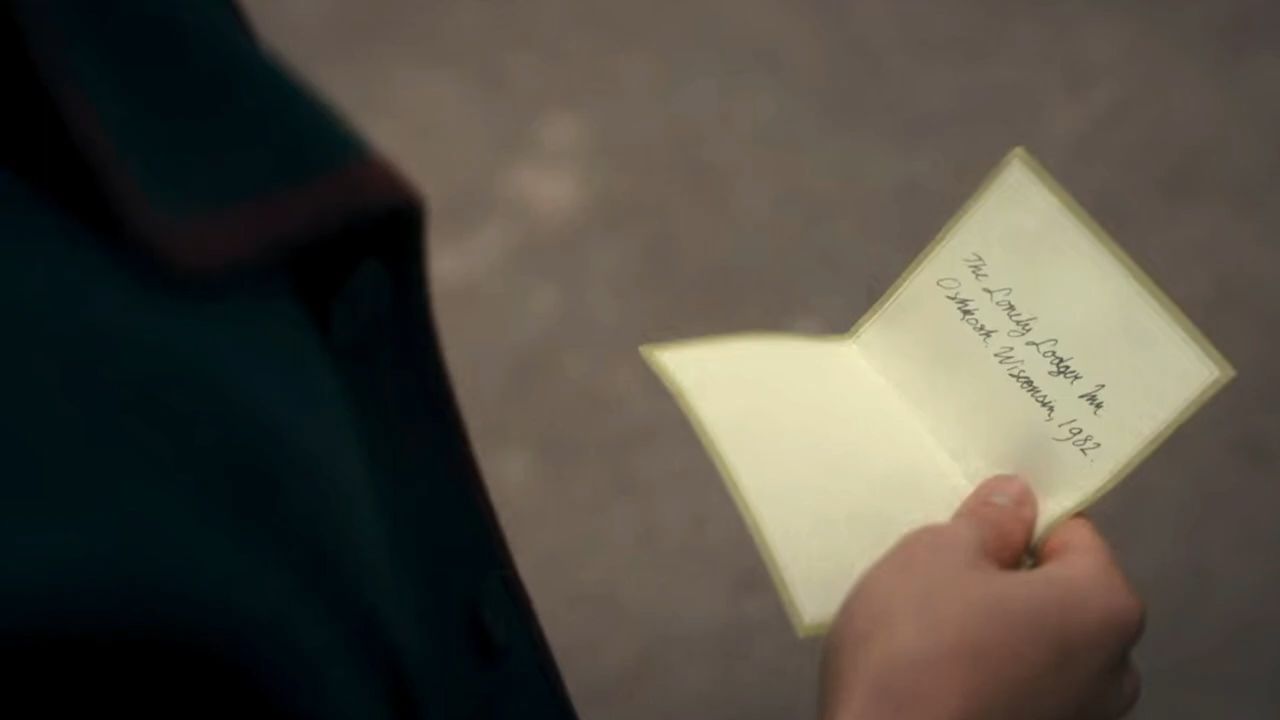 The Lonely Lodger Inn
Oshkosh, Wisconsin, 1982.